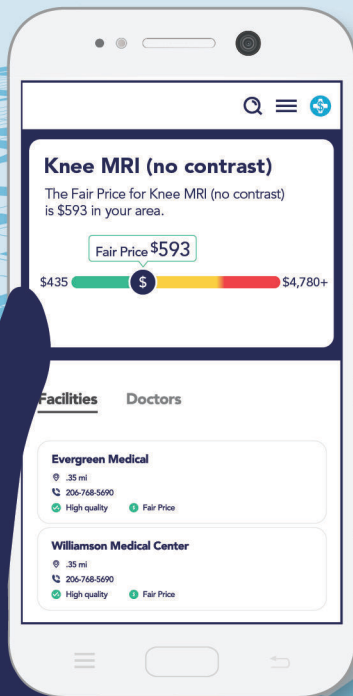 Knee MRI (no contrast)
The Fair Price for Knee MRI (no contrast)
is $593 in your area.
Fair Price $593
$435 $ $4,780+
Facilities Doctors
Evergreen Medical
.35 mi
206-768-5690
High quality Fair Price
Williamson Medical Center
.35 mi
206-768-5690
High quality Fair Price